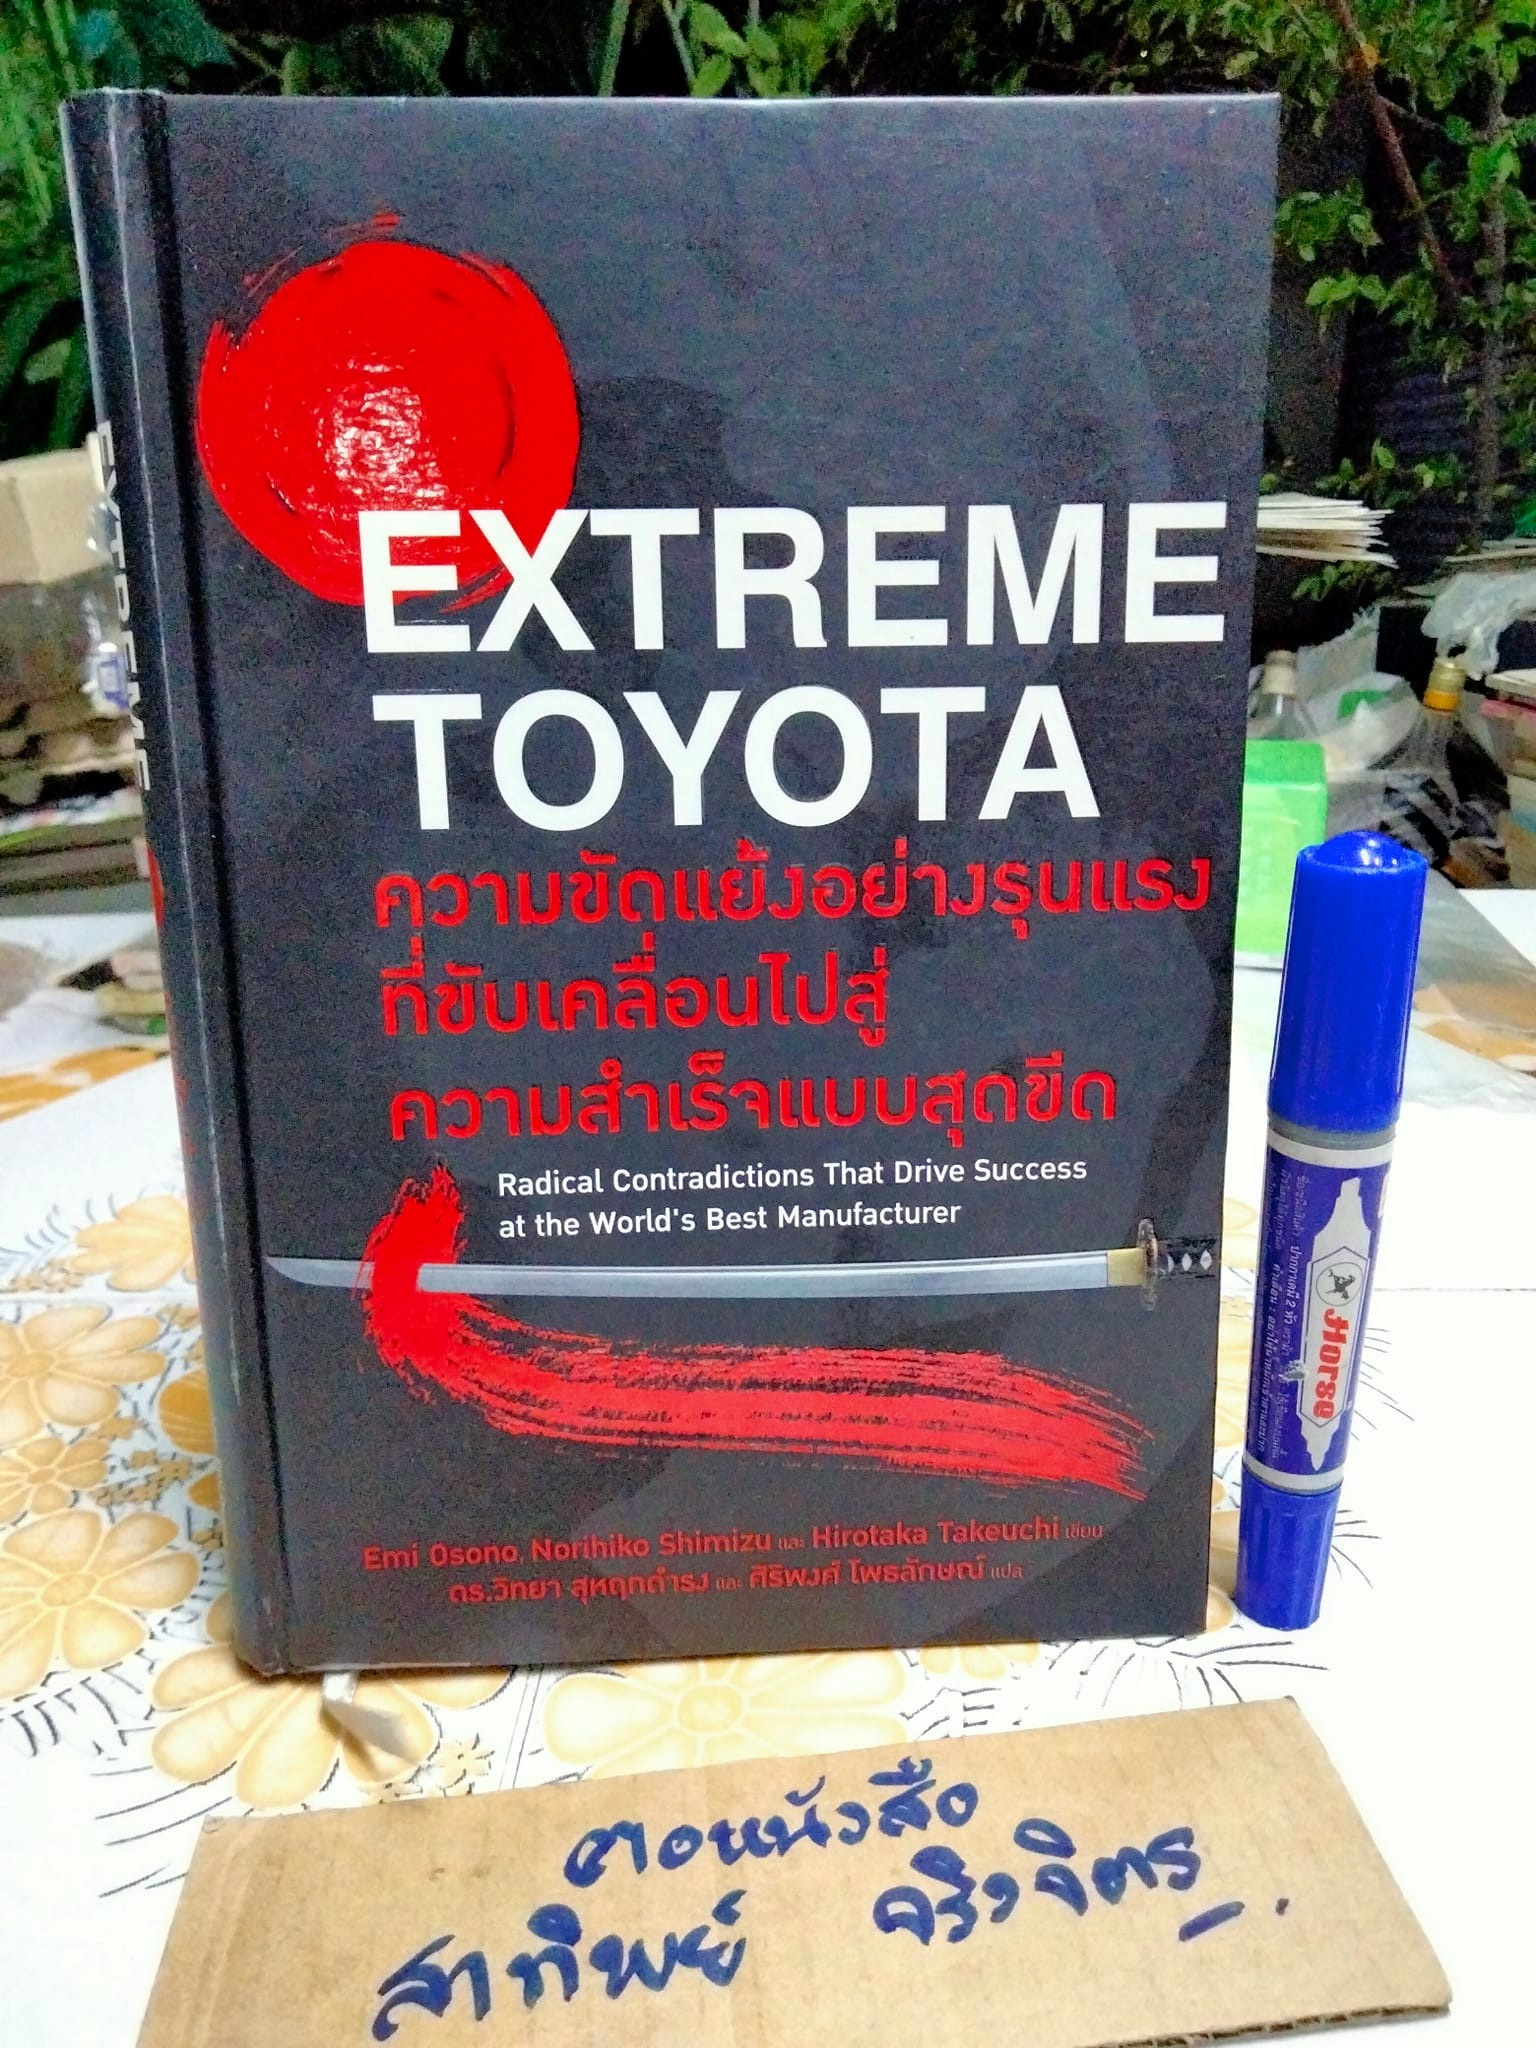 EXTREME
EXTREME
TOYOTA
ความขัดแย้งอย่างรุนแรง
ที่ขับเคลื่อนไปสู่
ความสำเร็จแบบสุดขีด
Radical Contradictions That Drive Success
at the World's Best Manufacturer
Emi Osono, Norihiko Shimizu และ Hirotaka Takeuchi เขียน
ดร.วิทยา สุหฤทดำรง และ ศิริพงศ์ โพธลักษณ์ แปล
ตราม้า
ตอหนังสือ
สาทิพย์ จริงจิตร